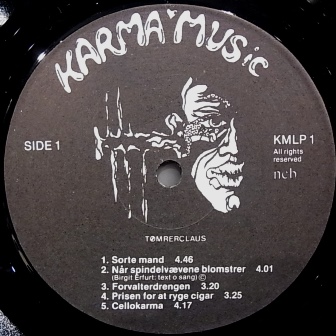 KARMA MUSIC
SIDE 1
KMLP 1
All rights
reserved
ncb
TØMRERCLAUS
1. Sorte mand 4.46
2. Når spindelvævene blomstrer 4.01
(Birgit Erfurt; text o sang) ©
3. Forvalterdrengen 3.20
4. Prisen for at ryge cigar 3.25
5. Cellokarma 4.17